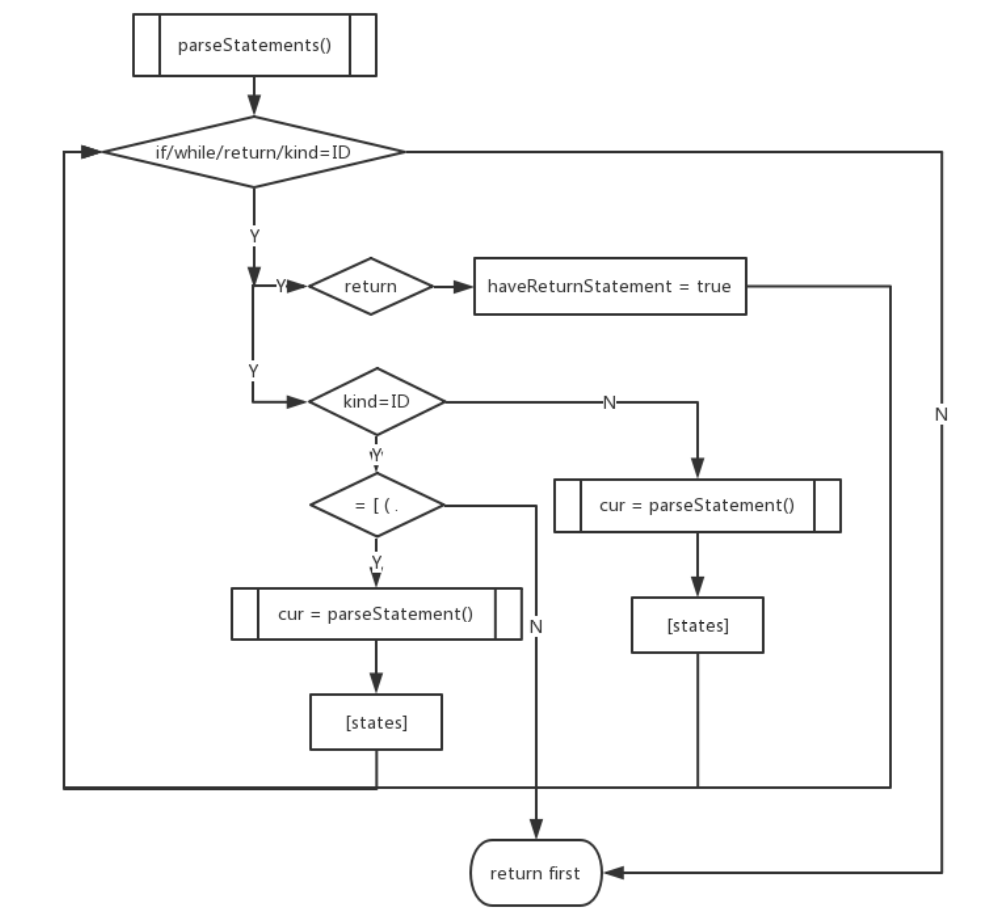 parseStatements()
if/while/return/kind=ID
Y
Y
return
haveReturnStatement = true
Y
kind=ID
N
N
Y
= [ ( .
cur = parseStatement()
Y
cur = parseStatement()
N
[states]
[states]
return first